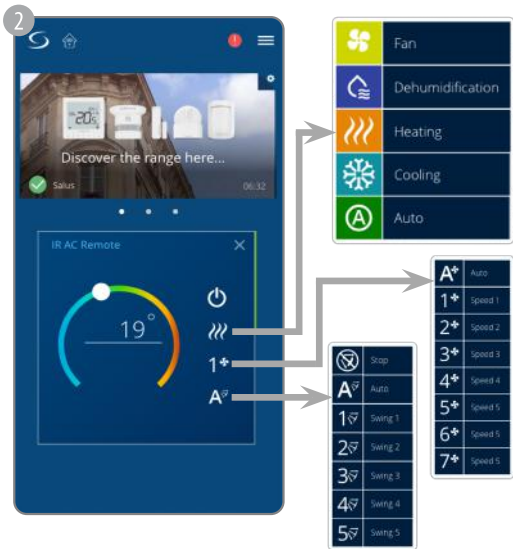 2
20.5
Discover the range here...
Salus
06:32
IR AC Remote
19°
1
A
Fan
Dehumidification
Heating
Cooling
A Auto
A Auto
1 Speed 1
2 Speed 2
3 Speed 3
4 Speed 4
5 Speed 5
6 Speed 5
7 Speed 5
Stop
A Auto
1 Swing 1
2 Swing 2
3 Swing 3
4 Swing 4
5 Swing 5